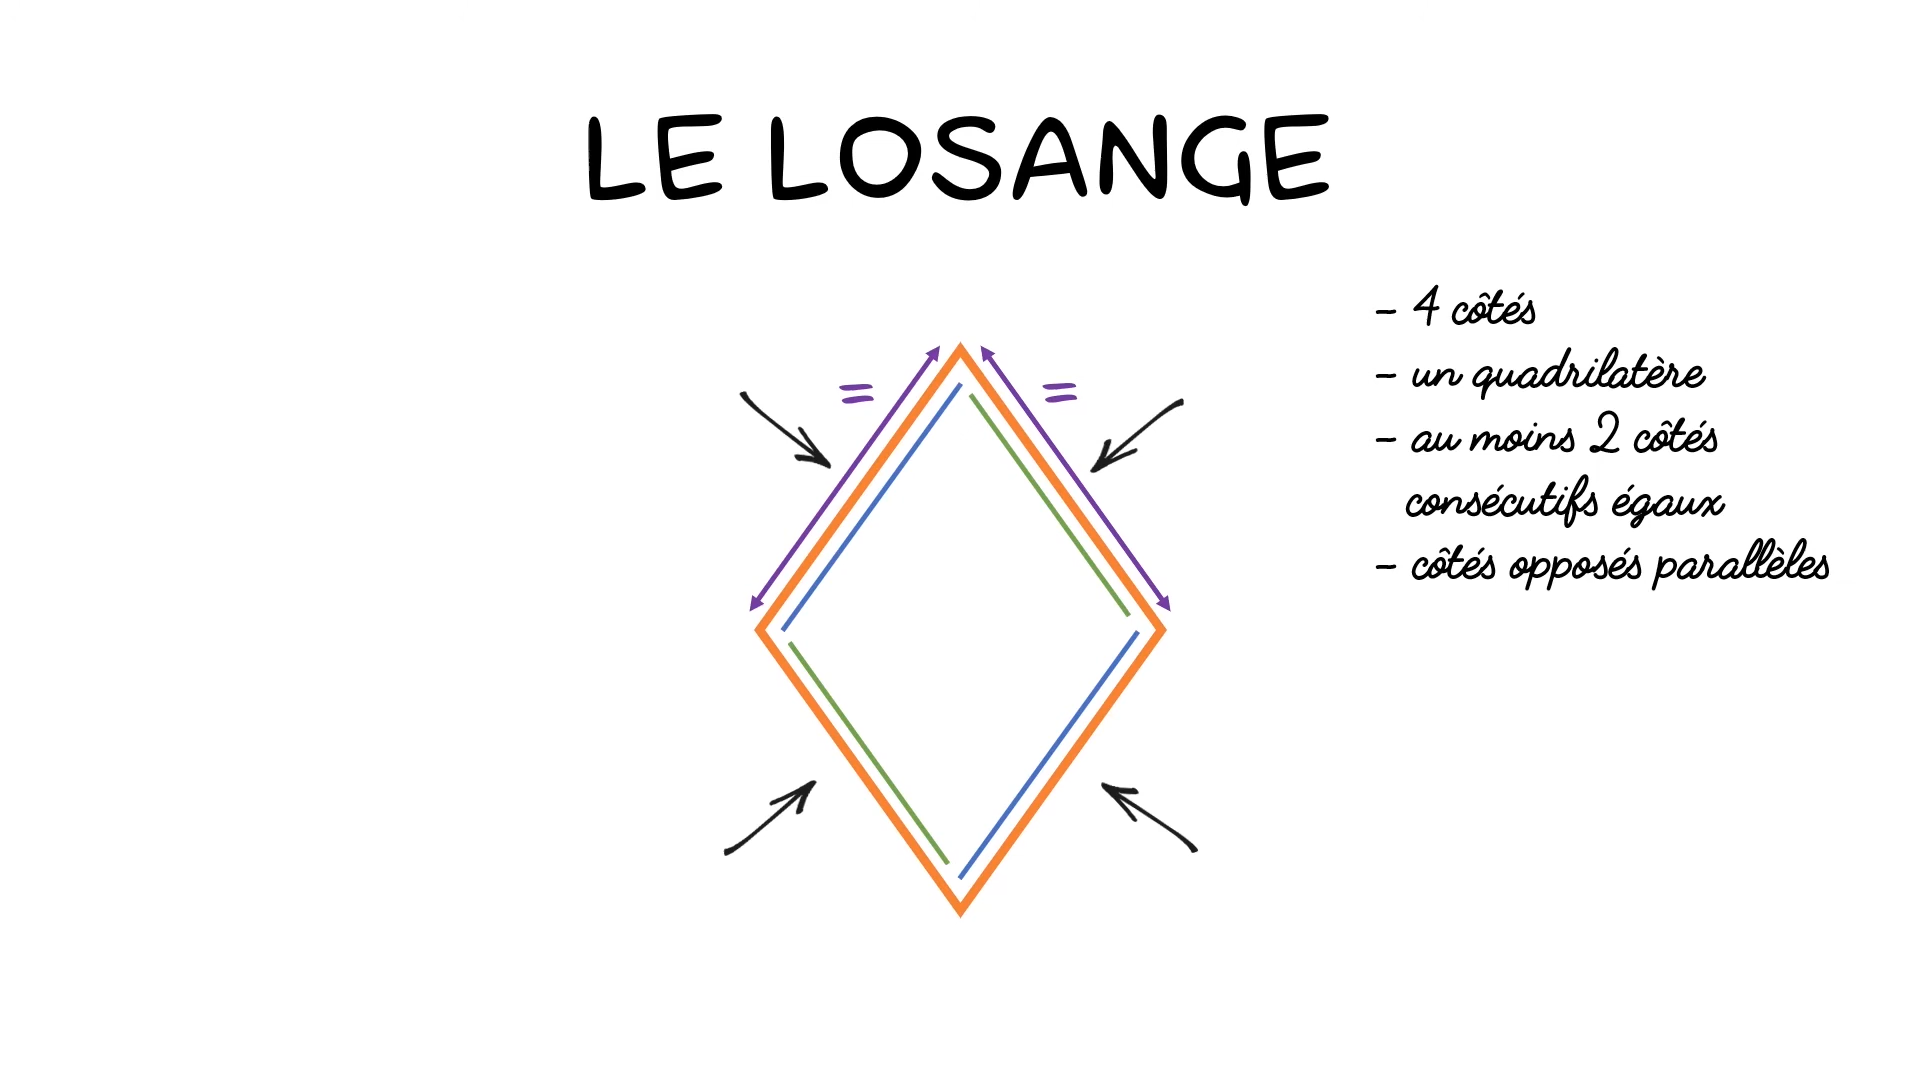 LE LOSANGE
=
=
- 4 côtés
- un quadrilatère
- au moins 2 côtés
consécutifs égaux
- côtés opposés parallèles